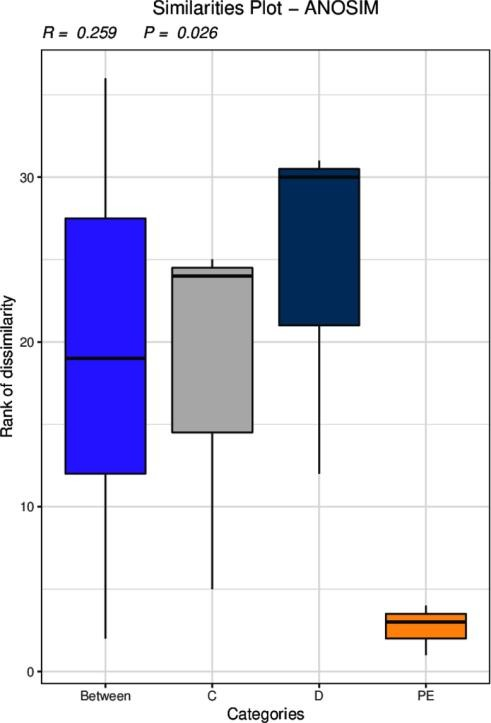 Similarities Plot – ANOSIM
R = 0.259 P = 0.026
Rank of dissimilarity
30
20
10
0
Between C D PE
Categories